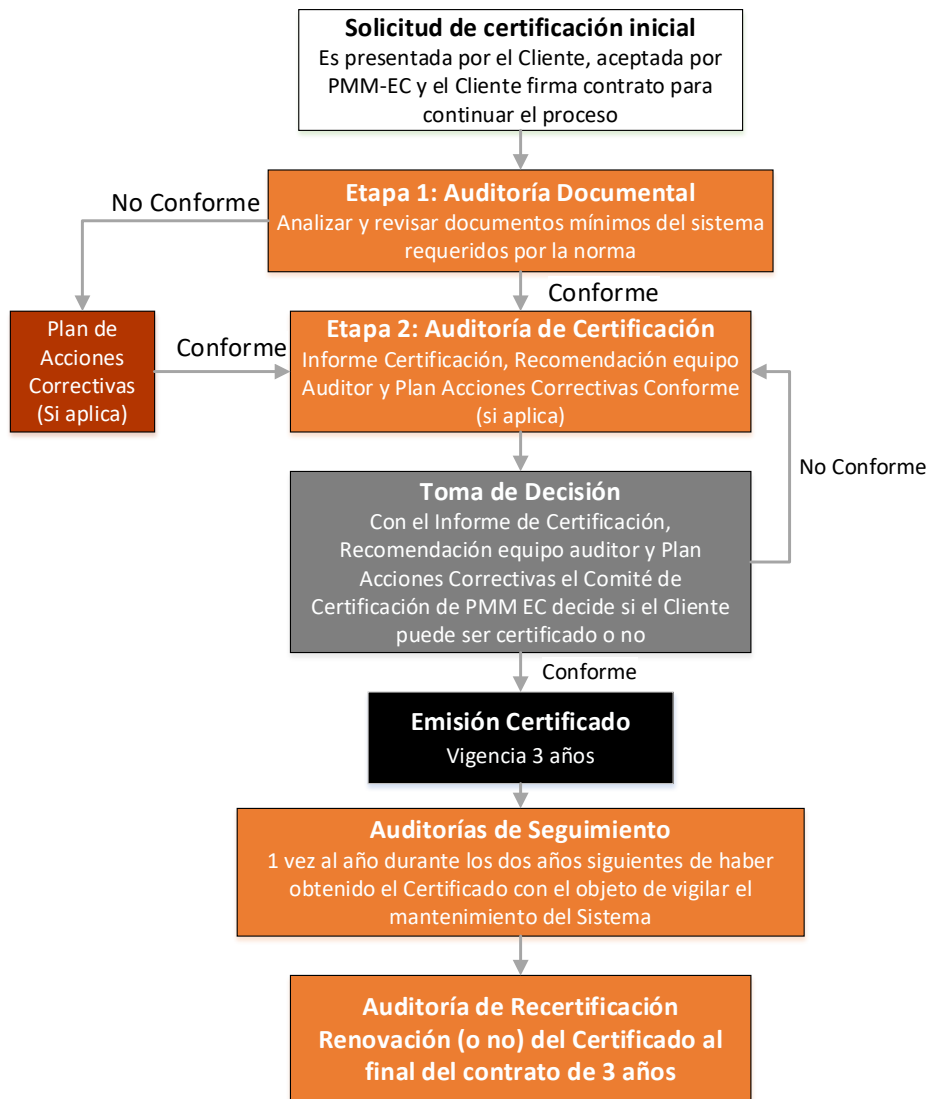 Solicitud de certificación inicial
Es presentada por el Cliente, aceptada por
PMM-EC y el Cliente firma contrato para
continuar el proceso
No Conforme
Etapa 1: Auditoría Documental
Analizar y revisar documentos mínimos del sistema
requeridos por la norma
Conforme
Plan de
Acciones
Correctivas
(Si aplica)
Conforme
Etapa 2: Auditoría de Certificación
Informe Certificación, Recomendación equipo
Auditor y Plan Acciones Correctivas Conforme
(si aplica)
No Conforme
Toma de Decisión
Con el Informe de Certificación,
Recomendación equipo auditor y Plan
Acciones Correctivas el Comité de
Certificación de PMM EC decide si el Cliente
puede ser certificado o no
Conforme
Emisión Certificado
Vigencia 3 años
Auditorías de Seguimiento
1 vez al año durante los dos años siguientes de haber
obtenido el Certificado con el objeto de vigilar el
mantenimiento del Sistema
Auditoría de Recertificación
Renovación (o no) del Certificado al
final del contrato de 3 años